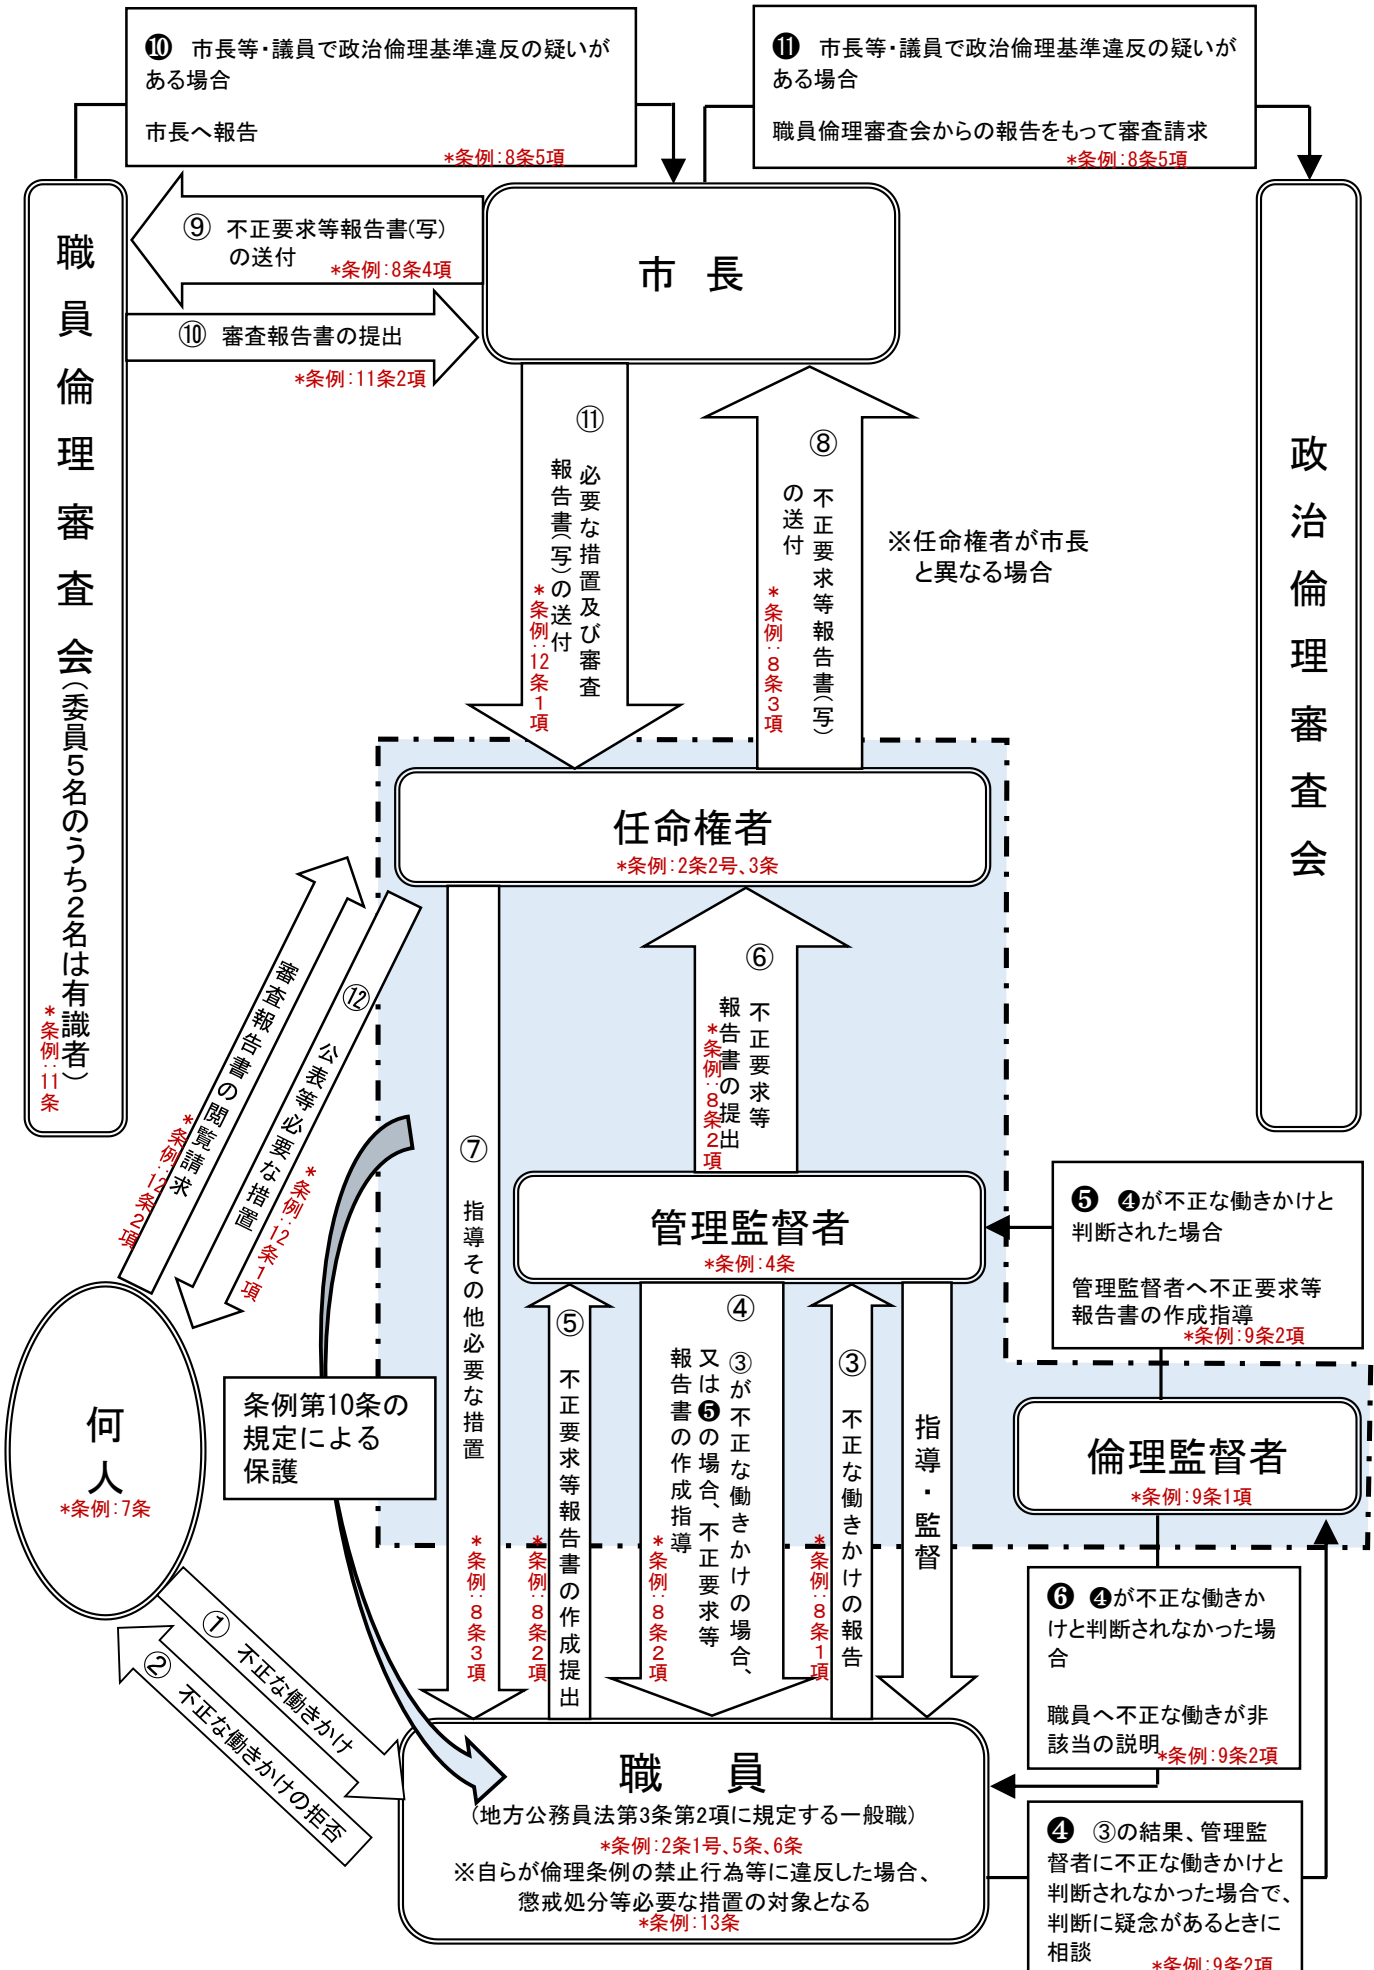 ❿ 市長等・議員で政治倫理基準違反の疑いが
ある場合
市長へ報告
*条例：8条5項
⓫ 市長等・議員で政治倫理基準違反の疑いが
ある場合
職員倫理審査会からの報告をもって審査請求
*条例：8条5項
職員倫理審査会（委員５名のうち２名は有識者）
*条例：11条
⑨ 不正要求等報告書(写)
の送付
*条例：8条4項
⑩ 審査報告書の提出
*条例：11条2項
市長
政治倫理審査会
⑪ 必要な措置及び審査
報告書(写)の送付
*条例：12条1項
⑧ 不正要求等報告書(写)
の送付
*条例：8条3項
※任命権者が市長
と異なる場合
任命権者
*条例：2条2号、3条
審査報告書の閲覧請求
*条例：12条2項
⑫ 公表等必要な措置
*条例：12条1項
⑥ 不正要求等
報告書の提出
*条例：8条2項
⑦ 指導その他必要な措置
*条例：8条3項
管理監督者
*条例：4条
❺ ❹が不正な働きかけと
判断された場合
管理監督者へ不正要求等
報告書の作成指導
*条例：9条2項
⑤ 不正要求等報告書の作成提出
*条例：8条2項
④ ③が不正な働きかけの場合、
又は❺の場合、不正要求等
報告書の作成指導
*条例：8条2項
③ 不正な働きかけの報告
*条例：8条1項
指導・監督
倫理監督者
*条例：9条1項
条例第10条の
規定による
保護
何
人
*条例：7条
① 不正な働きかけ
② 不正な働きかけの拒否
❻ ❹が不正な働きか
けと判断されなかった場
合
職員へ不正な働きが非
該当の説明
*条例：9条2項
職員
(地方公務員法第3条第2項に規定する一般職)
*条例：2条1号、5条、6条
※自らが倫理条例の禁止行為等に違反した場合、
懲戒処分等必要な措置の対象となる
*条例：13条
❹ ③の結果、管理監
督者に不正な働きかけと
判断されなかった場合で、
判断に疑念があるときに
相談
*条例：9条2項